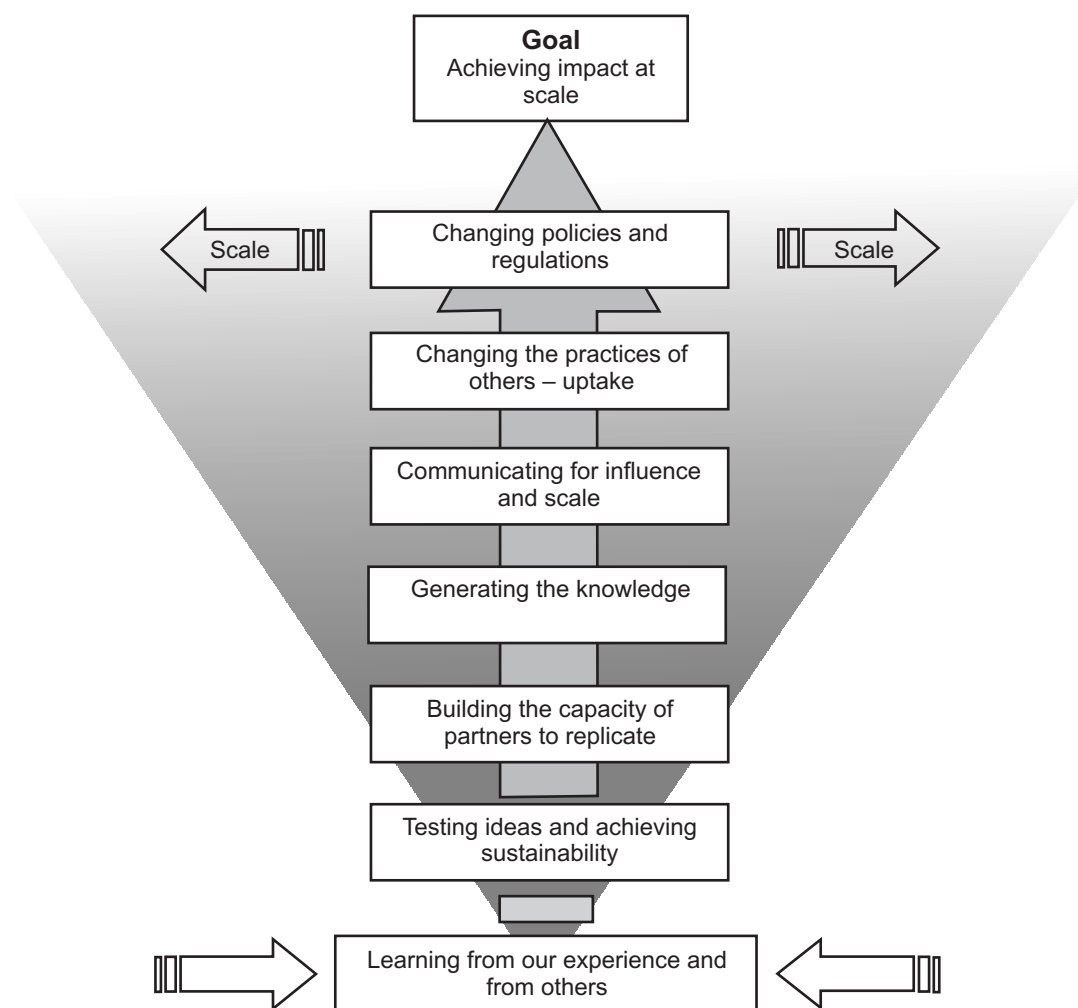 Goal
Achieving impact at
scale
Scale
Changing policies and
regulations
Scale
Changing the practices of
others – uptake
Communicating for influence
and scale
Generating the knowledge
Building the capacity of
partners to replicate
Testing ideas and achieving
sustainability
Learning from our experience and
from others